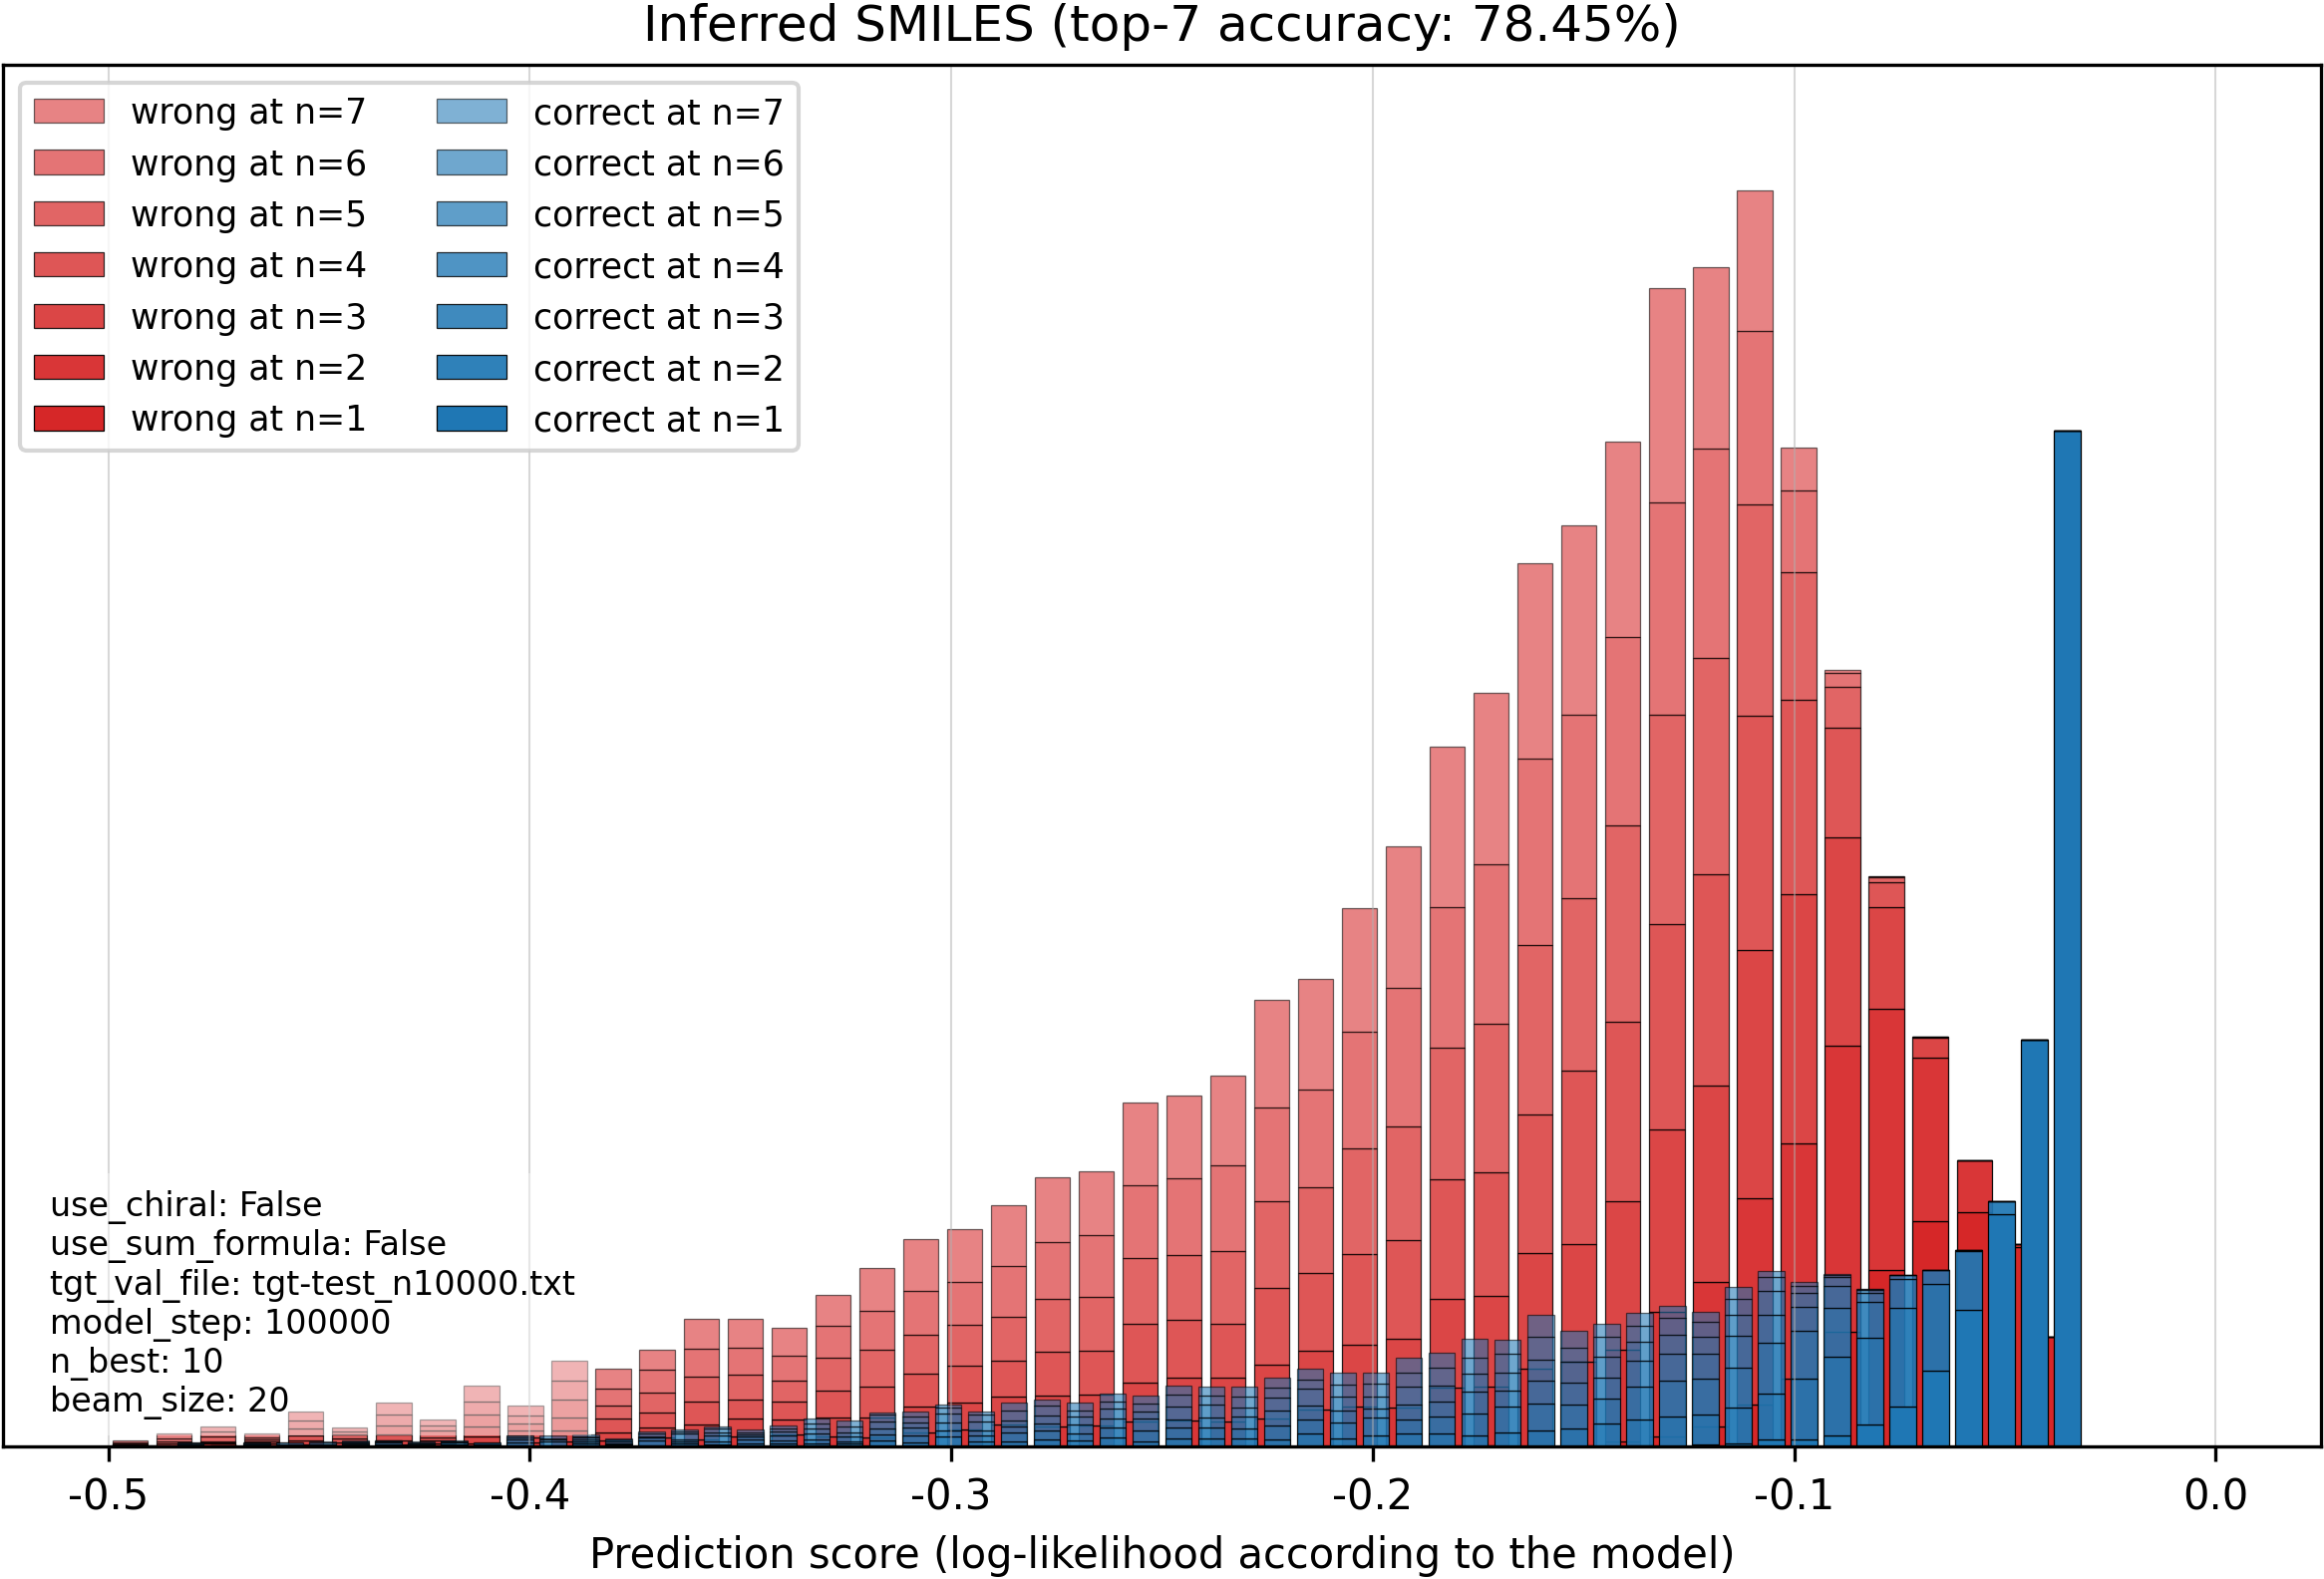 Inferred SMILES (top-7 accuracy: 78.45%)
wrong at n=7
wrong at n=6
wrong at n=5
wrong at n=4
wrong at n=3
wrong at n=2
wrong at n=1
correct at n=7
correct at n=6
correct at n=5
correct at n=4
correct at n=3
correct at n=2
correct at n=1
use_chiral: False
use_sum_formula: False
tgt_val_file: tgt-test_n10000.txt
model_step: 100000
n_best: 10
beam_size: 20
-0.5 -0.4 -0.3 -0.2 -0.1 0.0
Prediction score (log-likelihood according to the model)